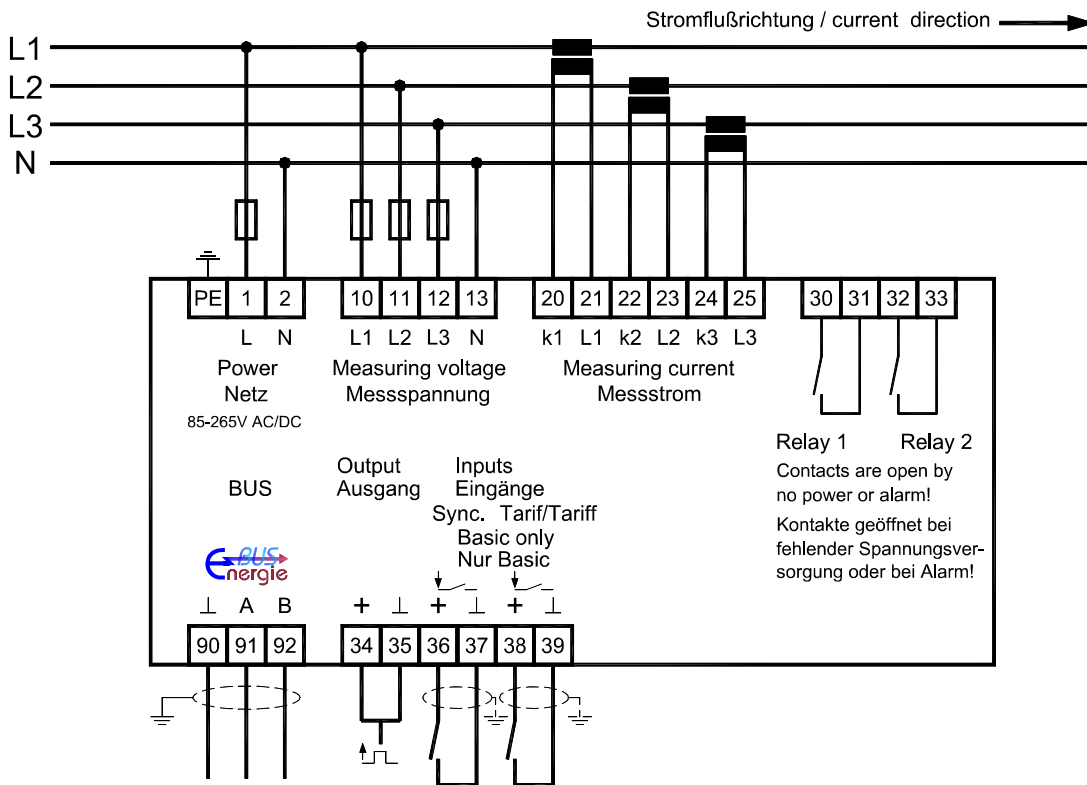 Stromflußrichtung / current direction
L1
L2
L3
N
PE 1 2 10 11 12 13 20 21 22 23 24 25 30 31 32 33
L N L1 L2 L3 N k1 L1 k2 L2 k3 L3
Power
Netz
85-265V AC/DC
Measuring voltage
Messspannung
Measuring current
Messstrom
Relay 1 Relay 2
Contacts are open by
no power or alarm!
Kontakte geöffnet bei
fehlender Spannungsver-
sorgung oder bei Alarm!
BUS
Output
Ausgang
Inputs
Eingänge
Sync. Tarif/Tariff
Basic only
Nur Basic
BUS
Energie
⊥ A B + ⊥ + ⊥ + ⊥
90 91 92 34 35 36 37 38 39